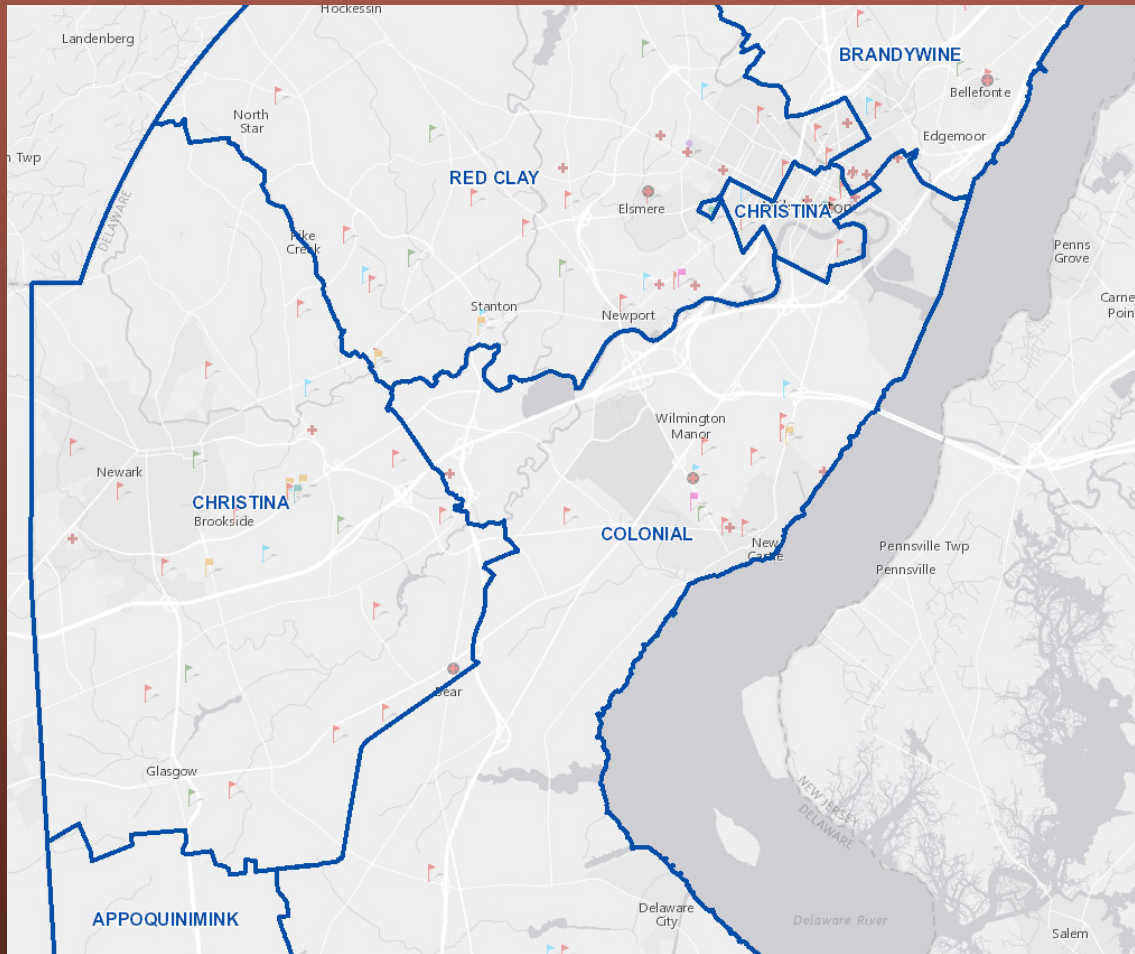 Hockessin
Landenberg
BRANDYWINE
Bellefonte
North
Star
Edgemoor
n Twp
RED CLAY
DELAWARE
Elsmere
CHRISTINA
Pike
Creek
Penns
Grove
Stanton
Newport
Carne
Point
Wilmington
Manor
Newark
CHRISTINA
Brookside
COLONIAL
New
Castle
Pennsville Twp
Pennsville
Bear
Glasgow
NEW JERSEY
DELAWARE
APPOQUINIMINK
Delaware
City
Delaware River
Salem